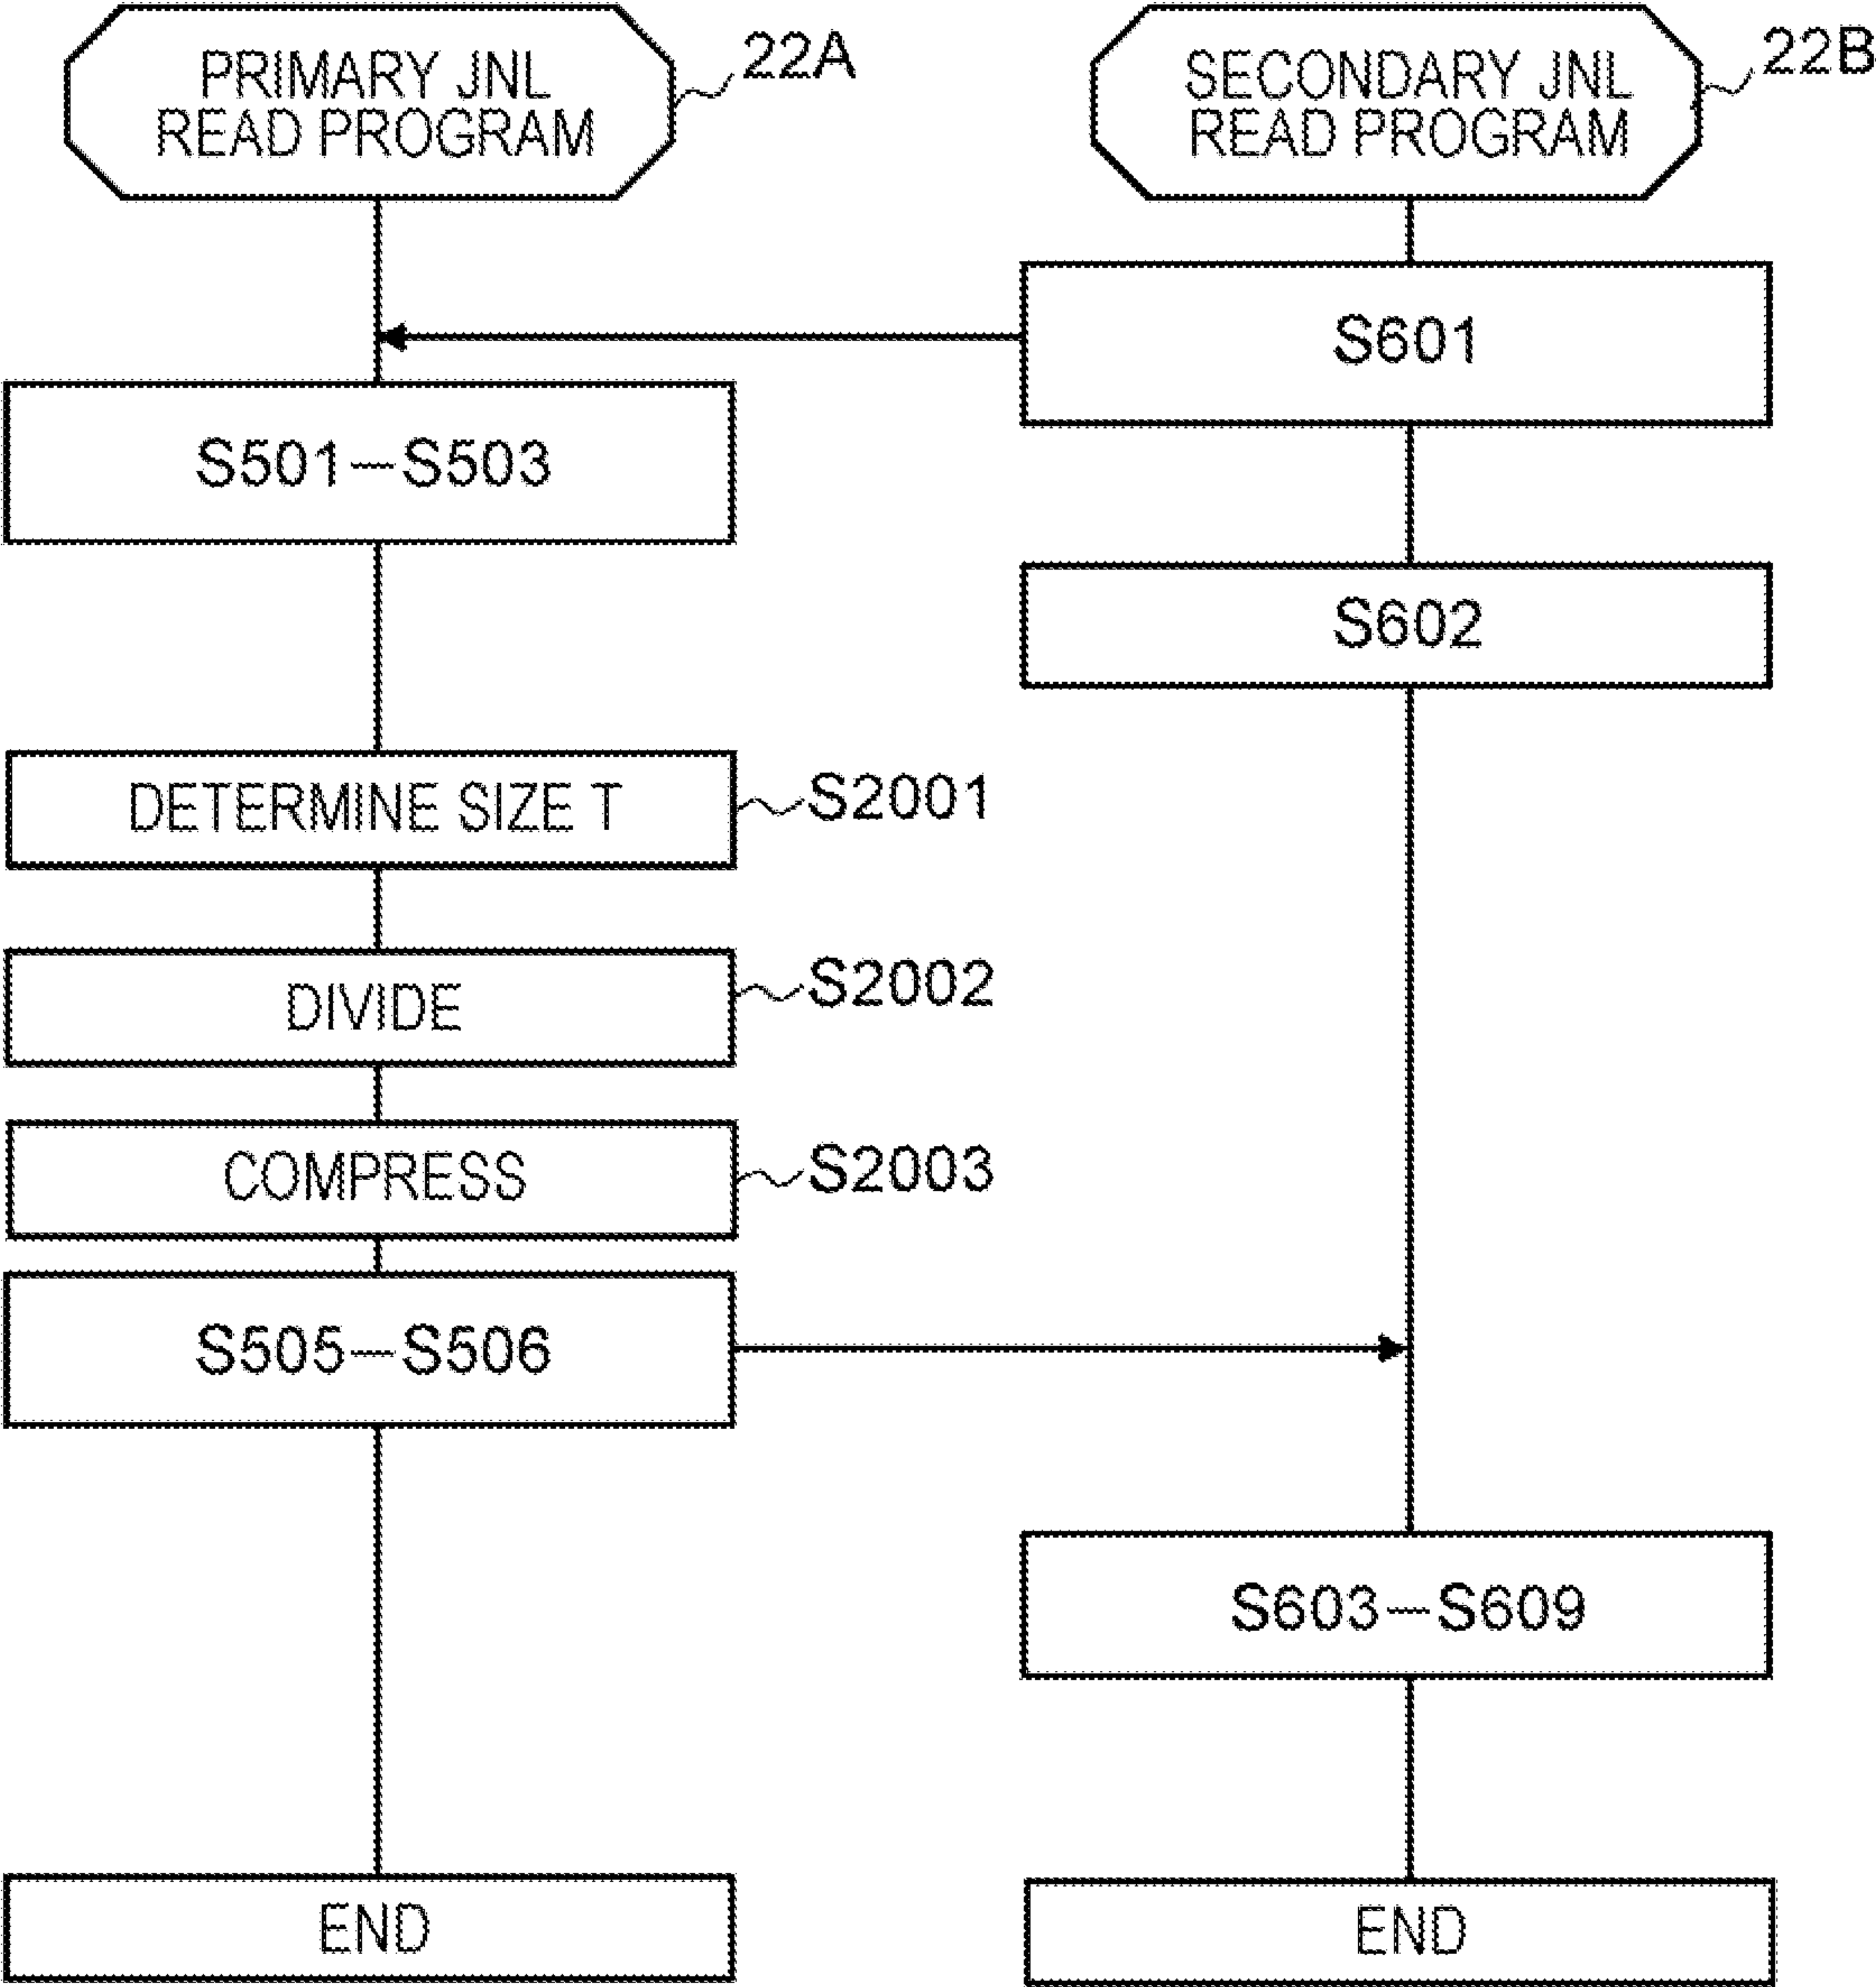 PRIMARY JNL
READ PROGRAM
22A
SECONDARY JNL
READ PROGRAM
22B
S601
S501—S503
S602
DETERMINE SIZE T
S2001
DIVIDE
S2002
COMPRESS
S2003
S505—S506
S603—S609
END
END